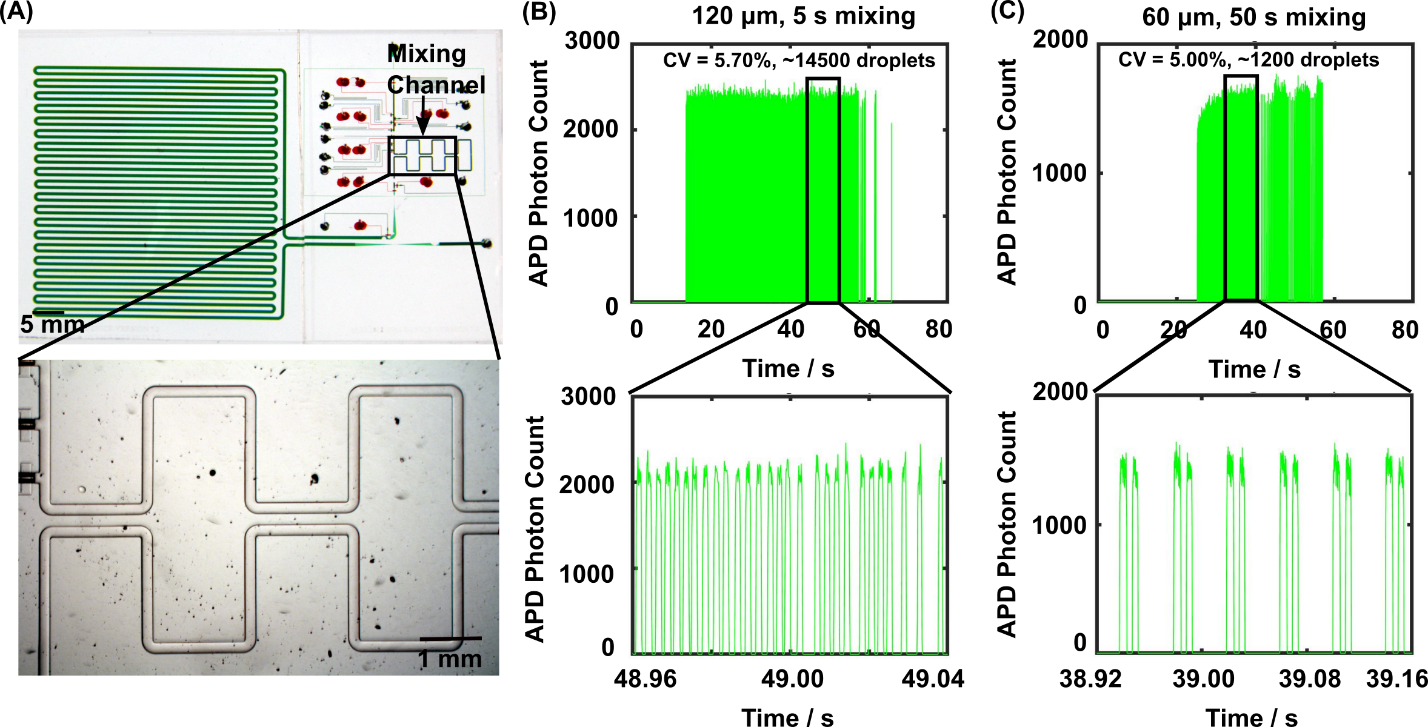 (A)
Mixing
Channel
5 mm
1 mm
(B)
120 µm, 5 s mixing
3000
CV = 5.70%, ~14500 droplets
2000
1000
0
APD Photon Count
0 20 40 60 80
Time / s
3000
2000
1000
0
APD Photon Count
48.96 49.00 49.04
Time / s
(C)
60 µm, 50 s mixing
2000
CV = 5.00%, ~1200 droplets
1000
0
APD Photon Count
0 20 40 60 80
Time / s
2000
1000
0
APD Photon Count
38.92 39.00 39.08 39.16
Time / s